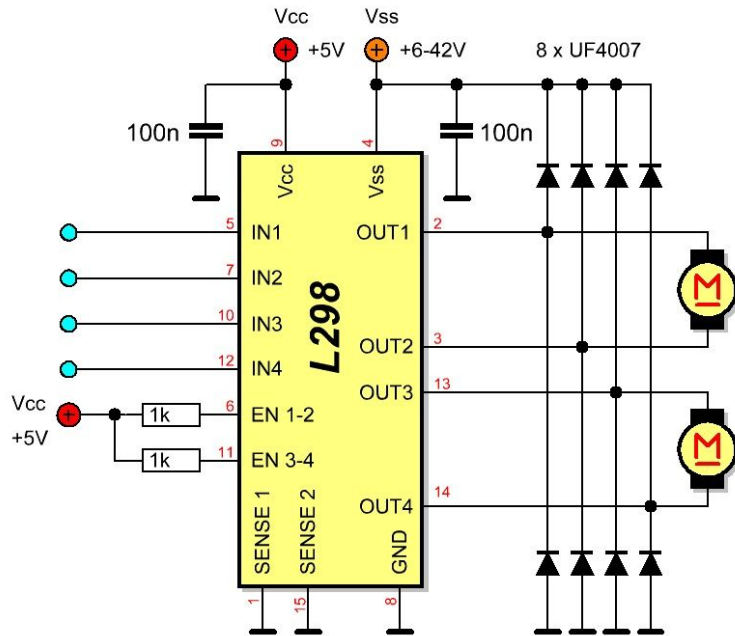 Vcc
Vss
+5V
+6-42V
8 x UF4007
100n
100n
9
4
Vcc
Vss
5
IN1
OUT1
2
7
IN2
M
10
IN3
L298
OUT2
3
12
IN4
OUT3
13
Vcc
+5V
1k
6
EN 1-2
M
1k
11
EN 3-4
OUT4
14
SENSE 1
SENSE 2
GND
1
15
8